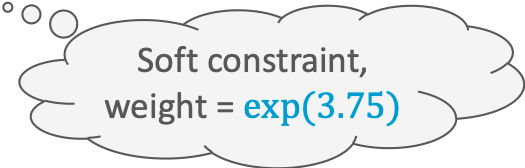 Soft constraint,
weight = exp(3.75)